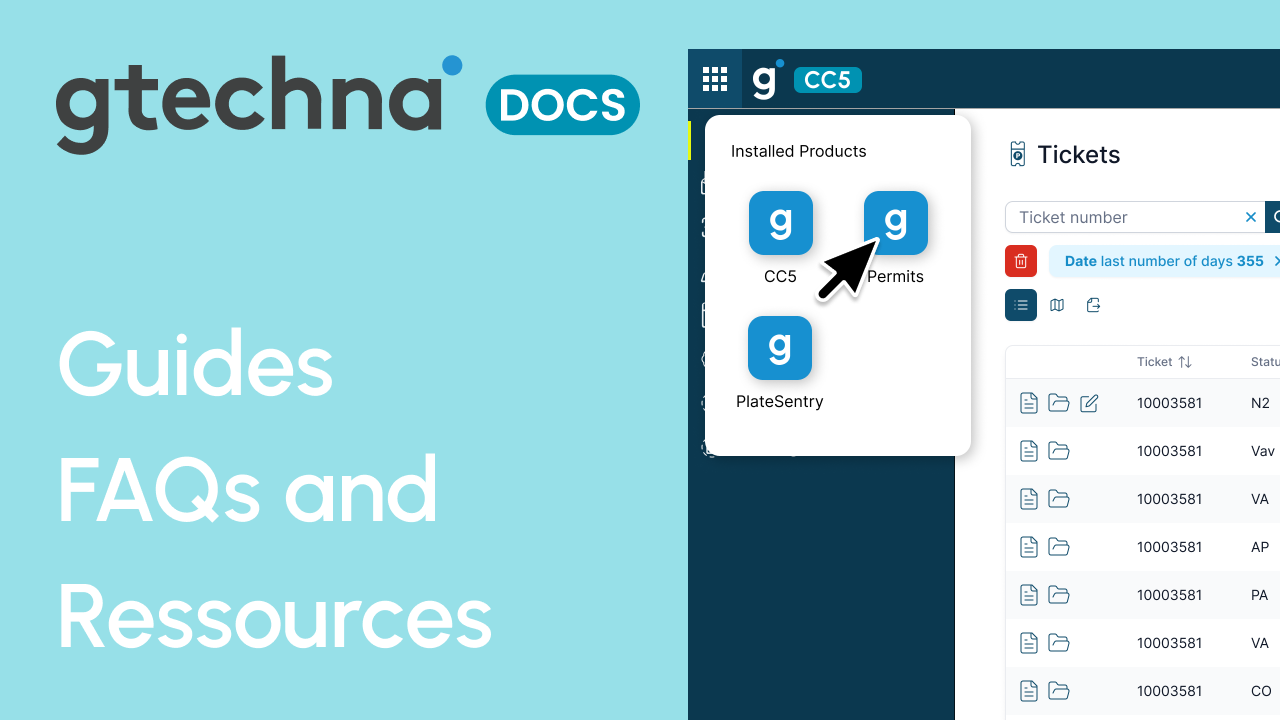 gtechna DOCS
Guides
FAQs and
Ressources
g CC5
Installed Products
g g
CC5 Permits
g
PlateSentry
Tickets
Ticket number
Date last number of days 355
Ticket
10003581 N2
10003581 Vav
10003581 VA
10003581 AP
10003581 PA
10003581 VA
10003581 CO